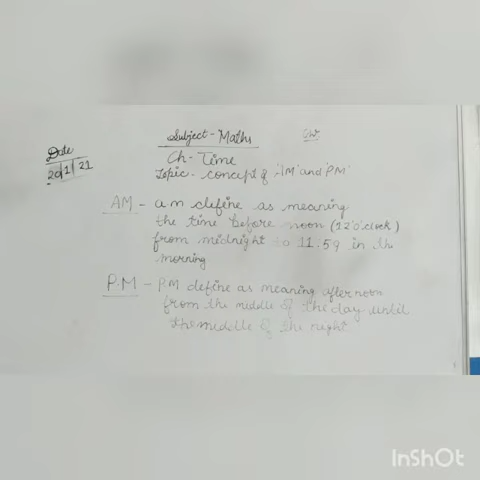 Subject - Maths
CW
Date
20/1/21
Ch - Time
Topic - concept of "AM" and "PM"
AM - a m define as meaning
the time before noon (12 o'clock)
from midnight to 11:59 in the
morning
P.M - P.M define as meaning afternoon
from the middle of the day until
the middle of the night
InShOt